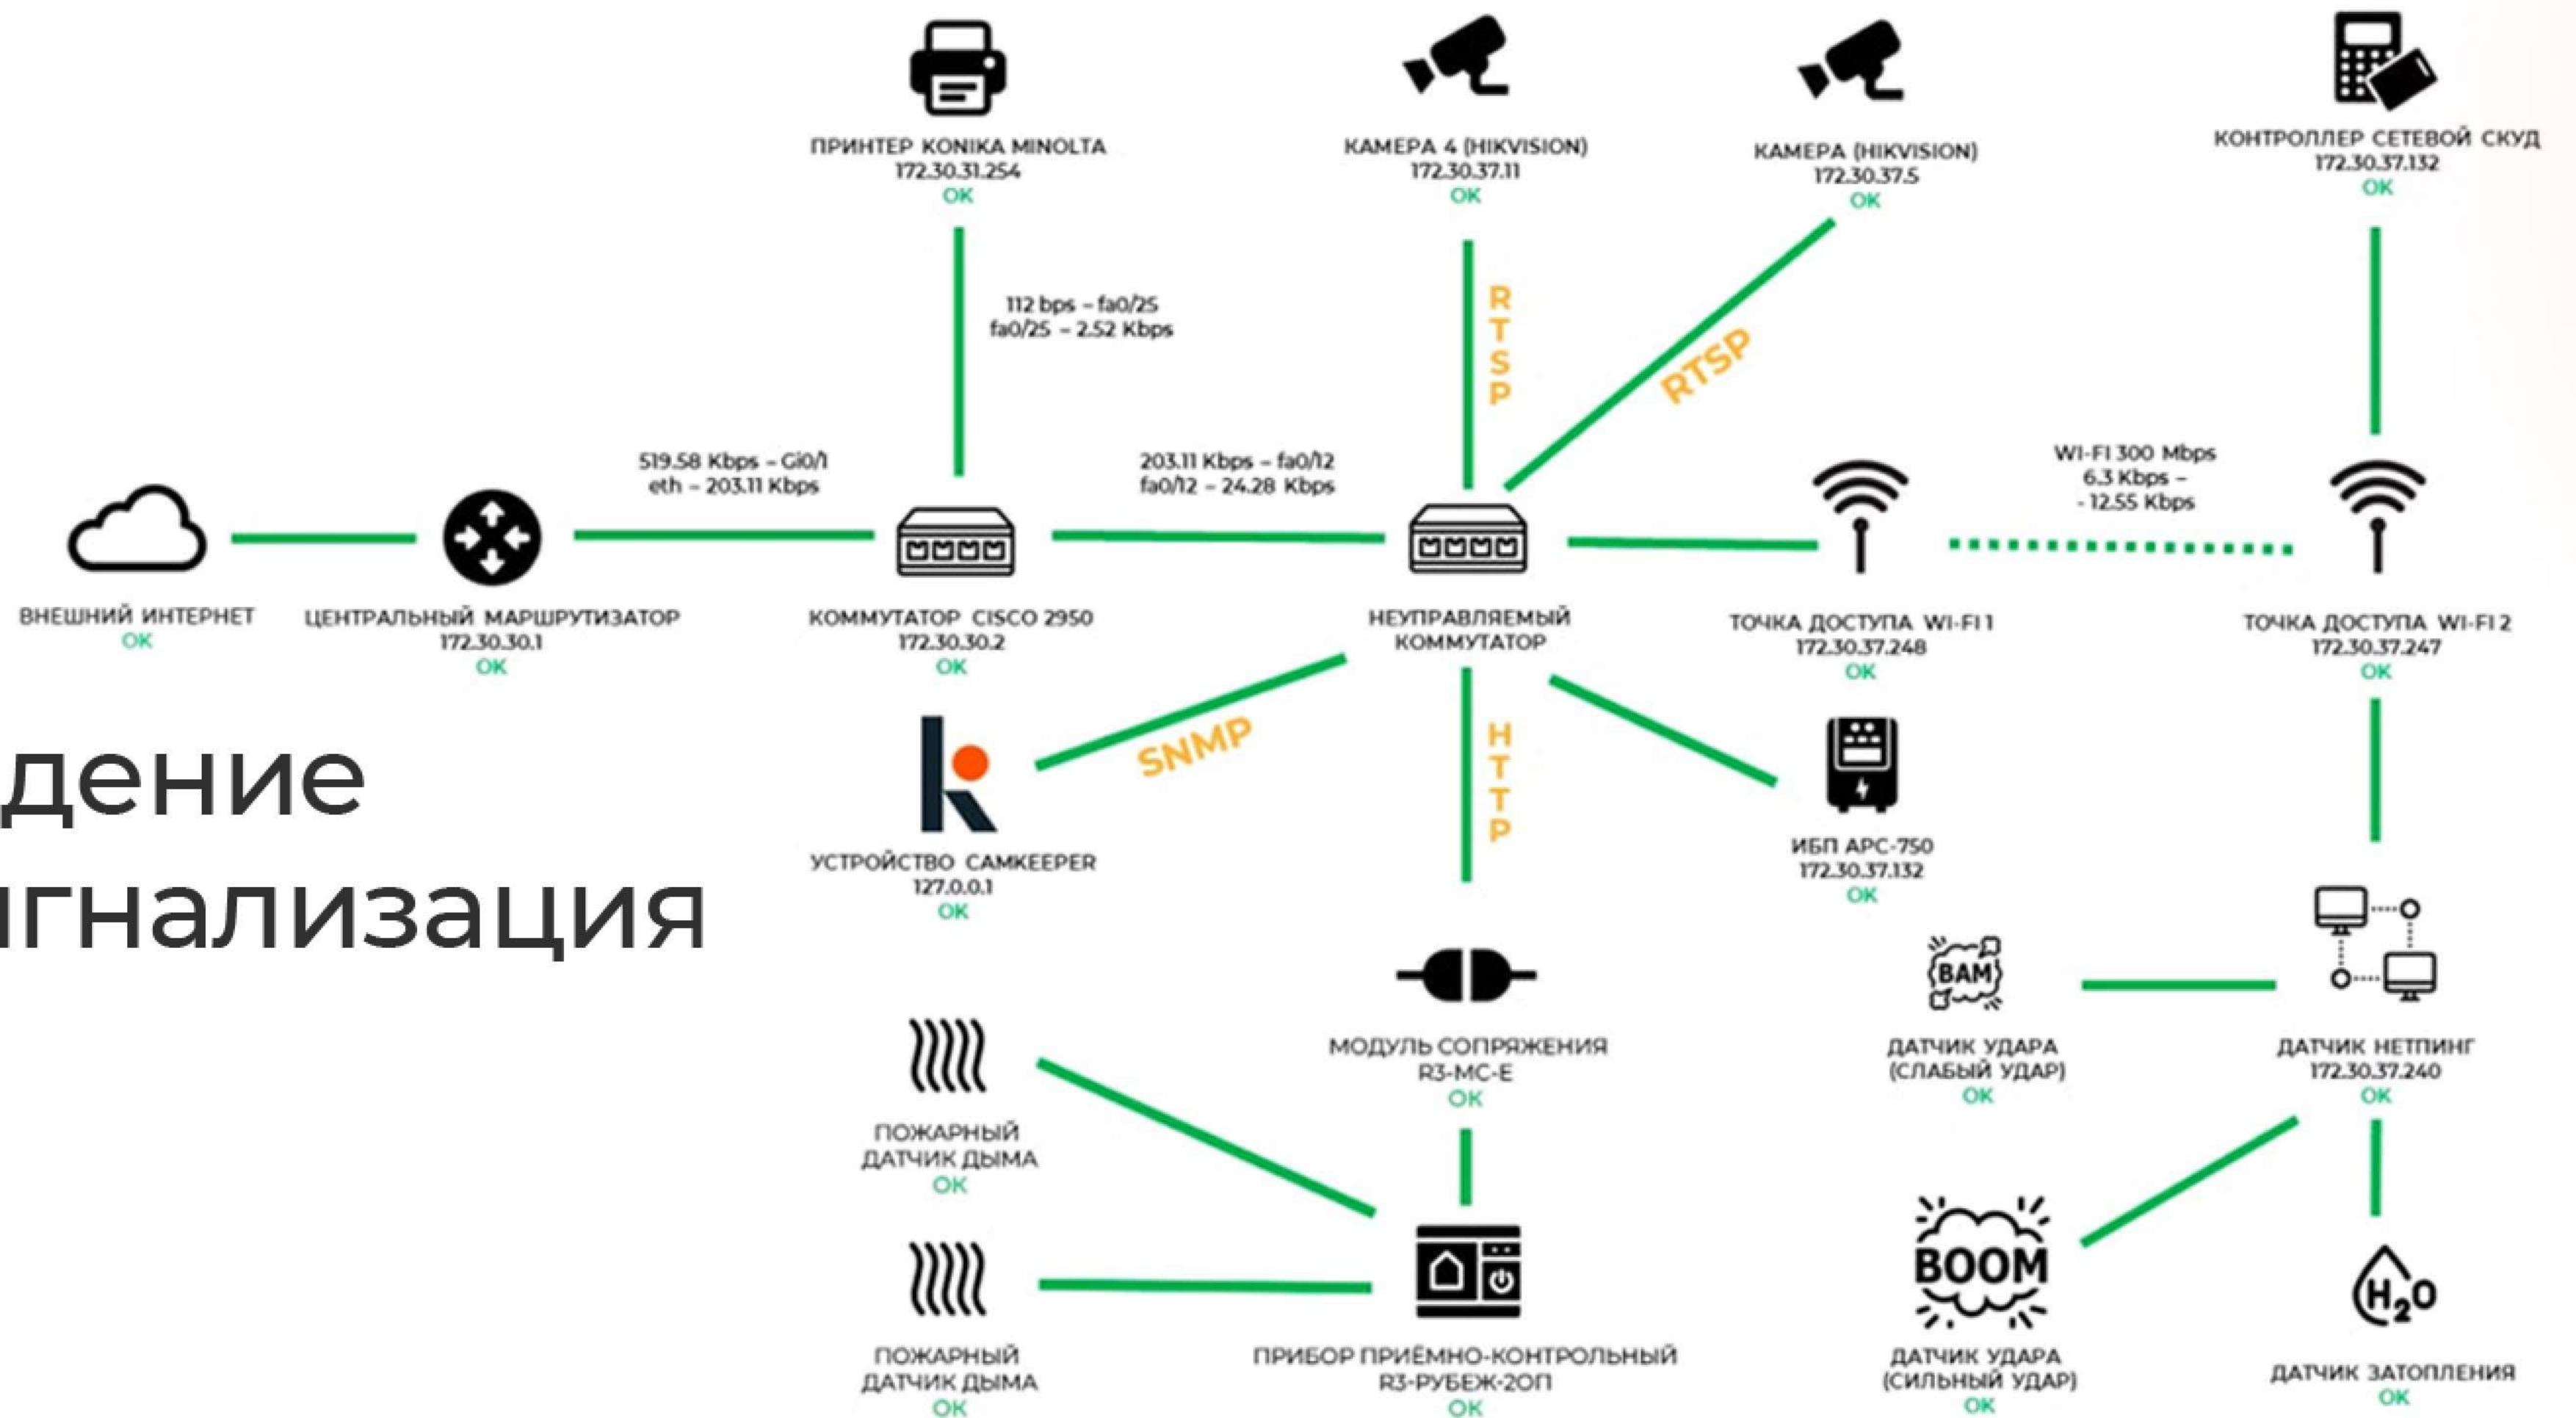 ПРИНТЕР KONIKA MINOLTA
172.30.31.254
OK
КАМЕРА 4 (HIKVISION)
172.30.37.11
OK
КАМЕРА (HIKVISION)
172.30.37.5
OK
КОНТРОЛЛЕР СЕТЕВОЙ СКУД
172.30.37.132
OK
112 bps – fa0/25
fa0/25 – 2.52 Kbps
RTSP
RTSP
519.58 Kbps – Gi0/1
eth – 203.11 Kbps
203.11 Kbps – fa0/12
fa0/12 – 24.28 Kbps
WI-FI 300 Mbps
6.3 Kbps –
- 12.55 Kbps
ВНЕШНИЙ ИНТЕРНЕТ
OK
ЦЕНТРАЛЬНЫЙ МАРШРУТИЗАТОР
172.30.30.1
OK
КОММУТАТОР CISCO 2950
172.30.30.2
OK
НЕУПРАВЛЯЕМЫЙ
КОММУТАТОР
ТОЧКА ДОСТУПА WI-FI 1
172.30.37.248
OK
ТОЧКА ДОСТУПА WI-FI 2
172.30.37.247
OK
SNMP
HTTP
дение
игнализация
УСТРОЙСТВО CAMKEEPER
127.0.0.1
OK
ИБП APC-750
172.30.37.132
OK
BAM
МОДУЛЬ СОПРЯЖЕНИЯ
R3-МС-Е
OK
ДАТЧИК УДАРА
(СЛАБЫЙ УДАР)
OK
ДАТЧИК НЕТПИНГ
172.30.37.240
OK
ПОЖАРНЫЙ
ДАТЧИК ДЫМА
OK
BOOM
H2O
ПОЖАРНЫЙ
ДАТЧИК ДЫМА
OK
ПРИБОР ПРИЁМНО-КОНТРОЛЬНЫЙ
R3-РУБЕЖ-2ОП
OK
ДАТЧИК УДАРА
(СИЛЬНЫЙ УДАР)
OK
ДАТЧИК ЗАТОПЛЕНИЯ
OK